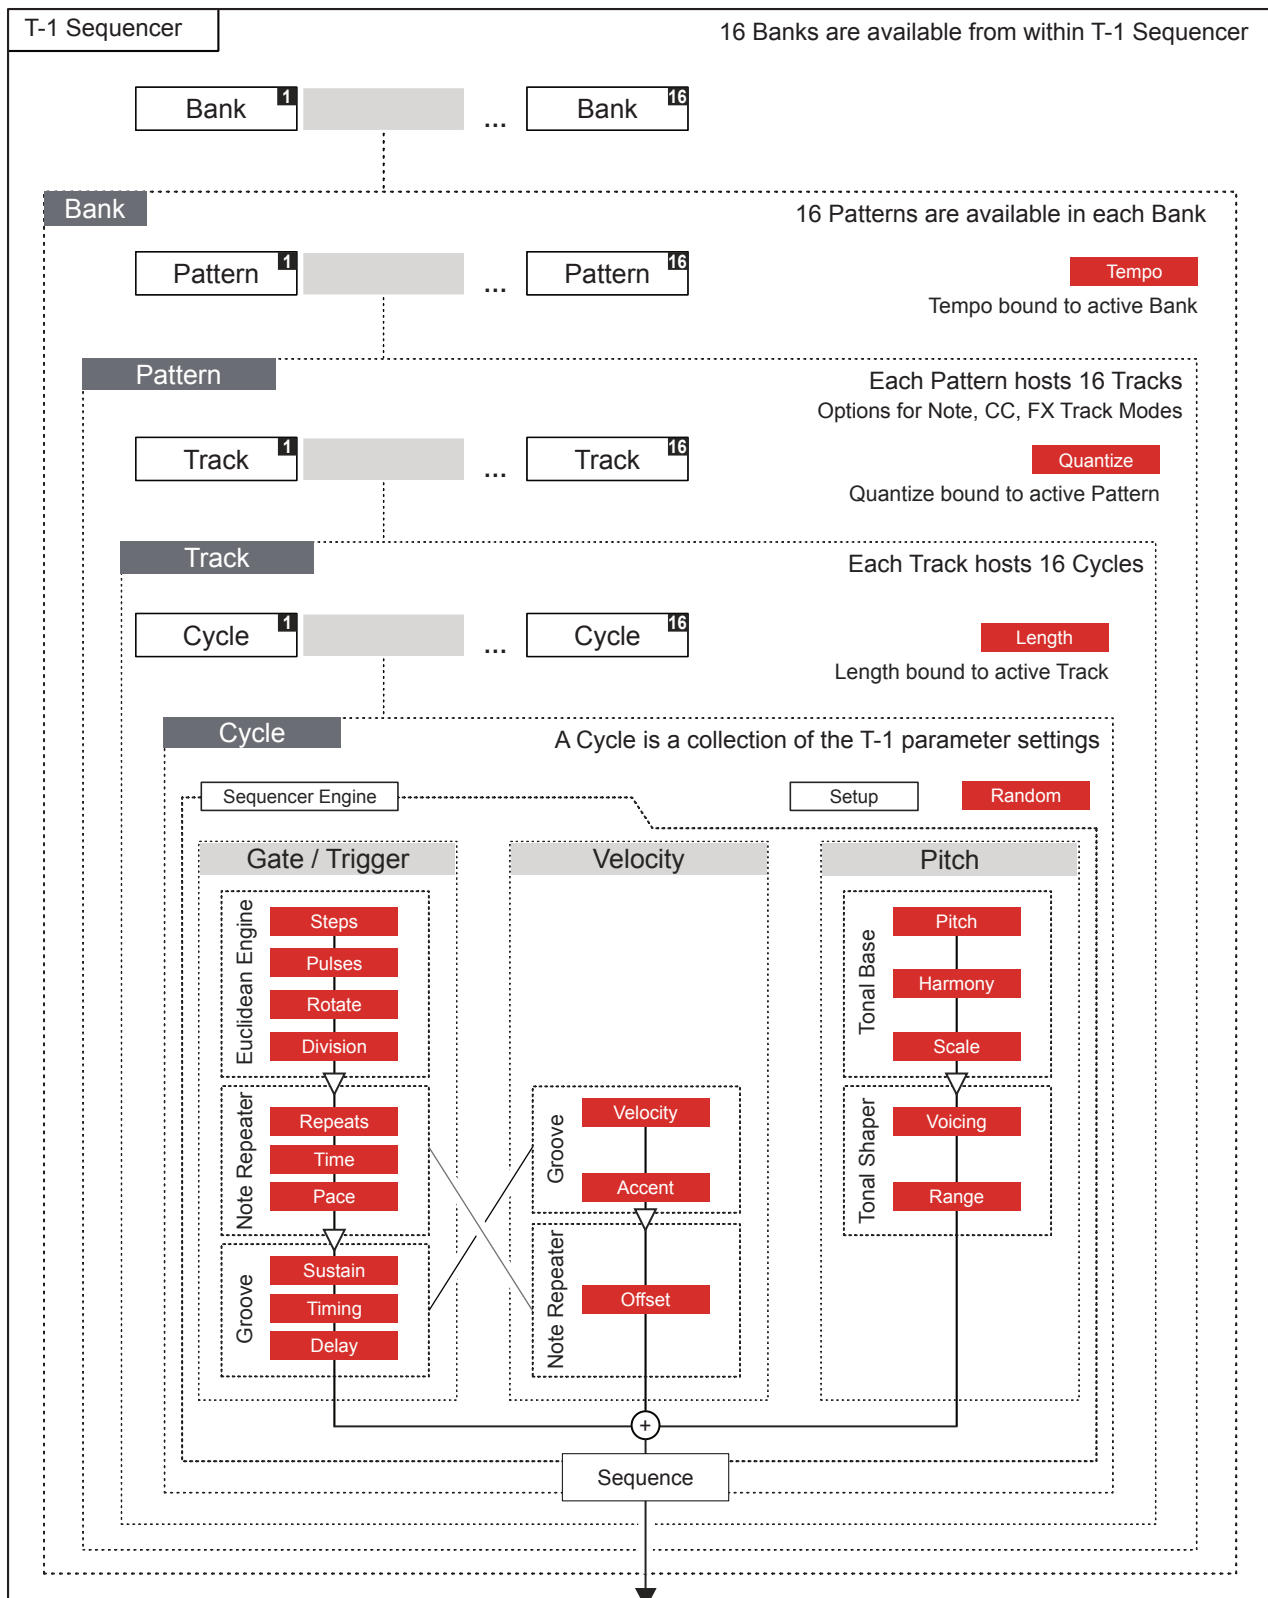 T-1 Sequencer
16 Banks are available from within T-1 Sequencer
Bank 1
...
Bank 16
Bank
16 Patterns are available in each Bank
Pattern 1
...
Pattern 16
Tempo
Tempo bound to active Bank
Pattern
Each Pattern hosts 16 Tracks
Options for Note, CC, FX Track Modes
Track 1
...
Track 16
Quantize
Quantize bound to active Pattern
Track
Each Track hosts 16 Cycles
Cycle 1
...
Cycle 16
Length
Length bound to active Track
Cycle
A Cycle is a collection of the T-1 parameter settings
Sequencer Engine
Setup
Random
Gate / Trigger
Euclidean Engine
Steps
Pulses
Rotate
Division
Note Repeater
Repeats
Time
Pace
Groove
Sustain
Timing
Delay
Velocity
Groove
Velocity
Accent
Note Repeater
Offset
Pitch
Tonal Base
Pitch
Harmony
Scale
Tonal Shaper
Voicing
Range
+
Sequence